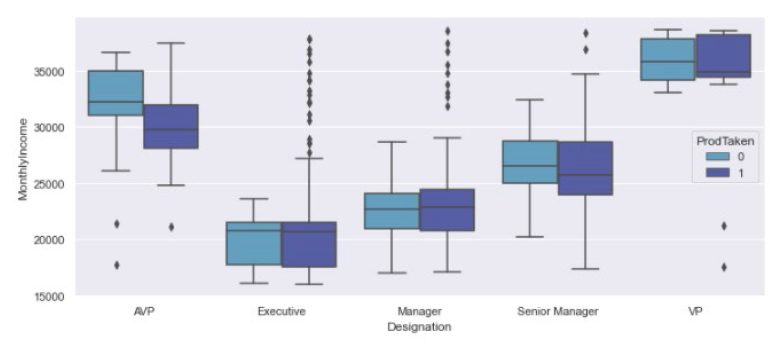 35000
30000
25000
20000
15000
MonthlyIncome
ProdTaken
0
1
AVP Executive Manager Senior Manager VP
Designation